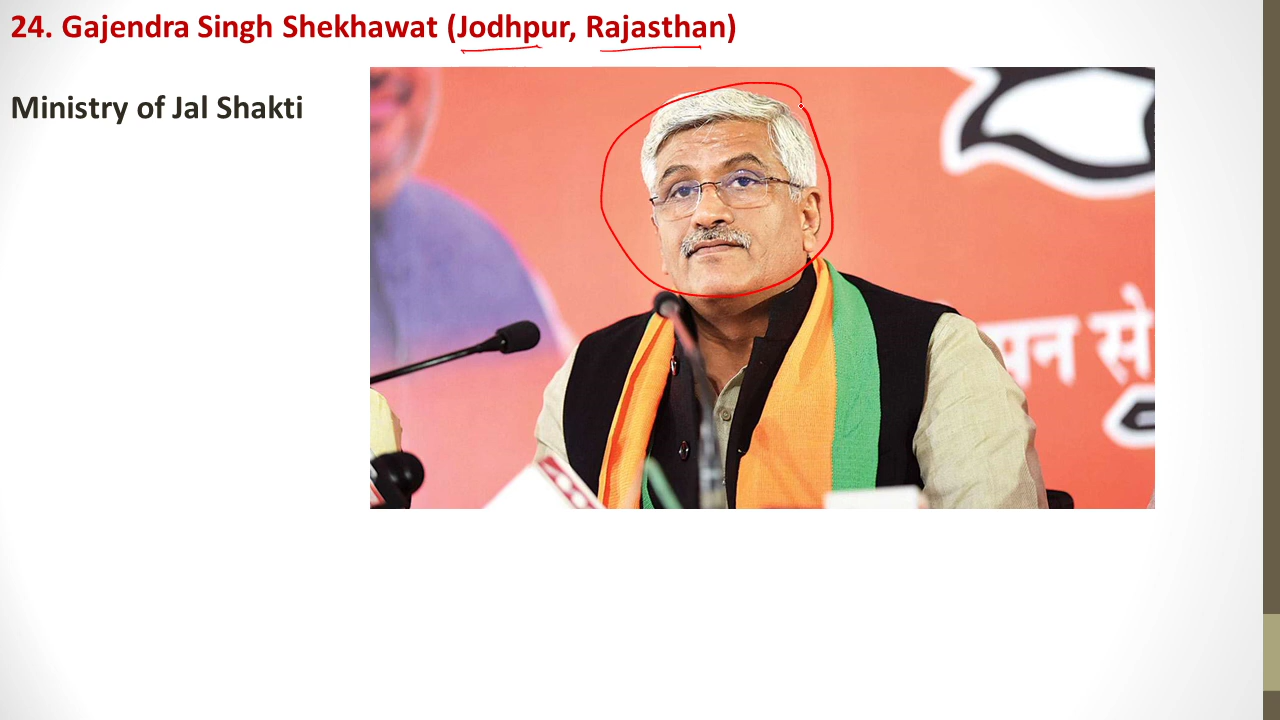 24. Gajendra Singh Shekhawat (Jodhpur, Rajasthan)
Ministry of Jal Shakti
से